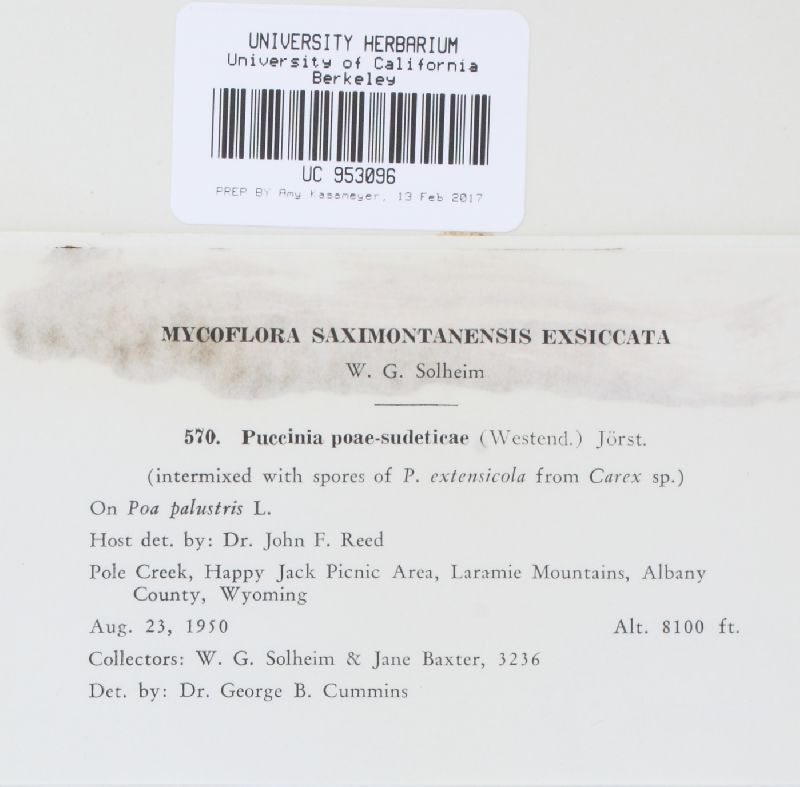 UNIVERSITY HERBARIUM
University of California
Berkeley
UC 953096
PREP BY Amy Kasameyer, 13 Feb 2017
MYCOFLORA SAXIMONTANENSIS EXSICCATA
W. G. Solheim
570. Puccinia poae-sudeticae (Westend.) Jörst.
(intermixed with spores of P. extensicola from Carex sp.)
On Poa palustris L.
Host det. by: Dr. John F. Reed
Pole Creek, Happy Jack Picnic Area, Laramie Mountains, Albany
County, Wyoming
Aug. 23, 1950 Alt. 8100 ft.
Collectors: W. G. Solheim & Jane Baxter, 3236
Det. by: Dr. George B. Cummins